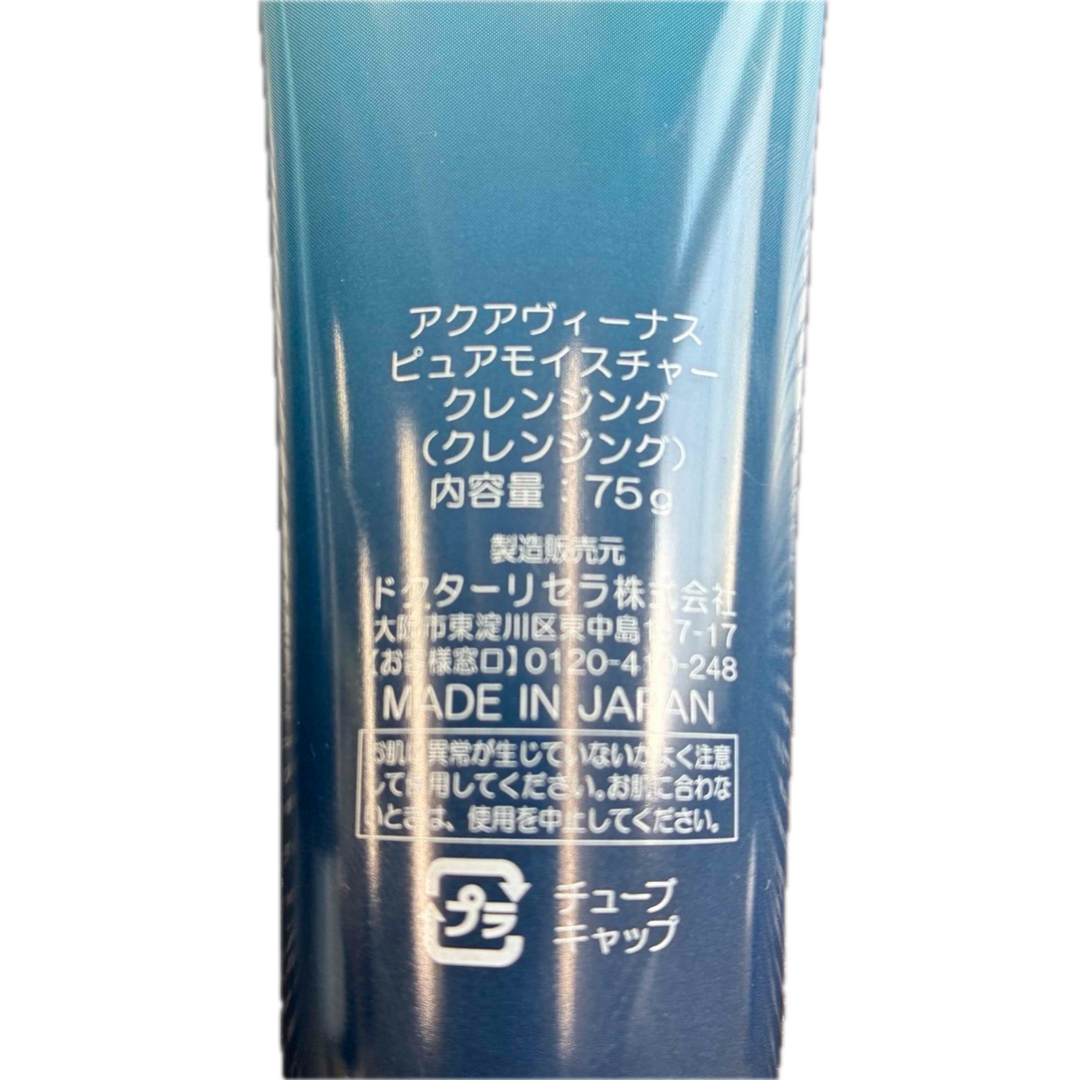 アクアヴィーナス
ピュアモイスチャー
クレンジング
(クレンジング)
内容量：75g
製造販売元
ドクターリセラ株式会社
大阪市東淀川区東中島1-7-17
【お客様窓口】0120-410-248
MADE IN JAPAN
お肌に異常が生じていないかよく注意
して使用してください。お肌に合わな
いときは、使用を中止してください。
プラ
チューブ
キャップ